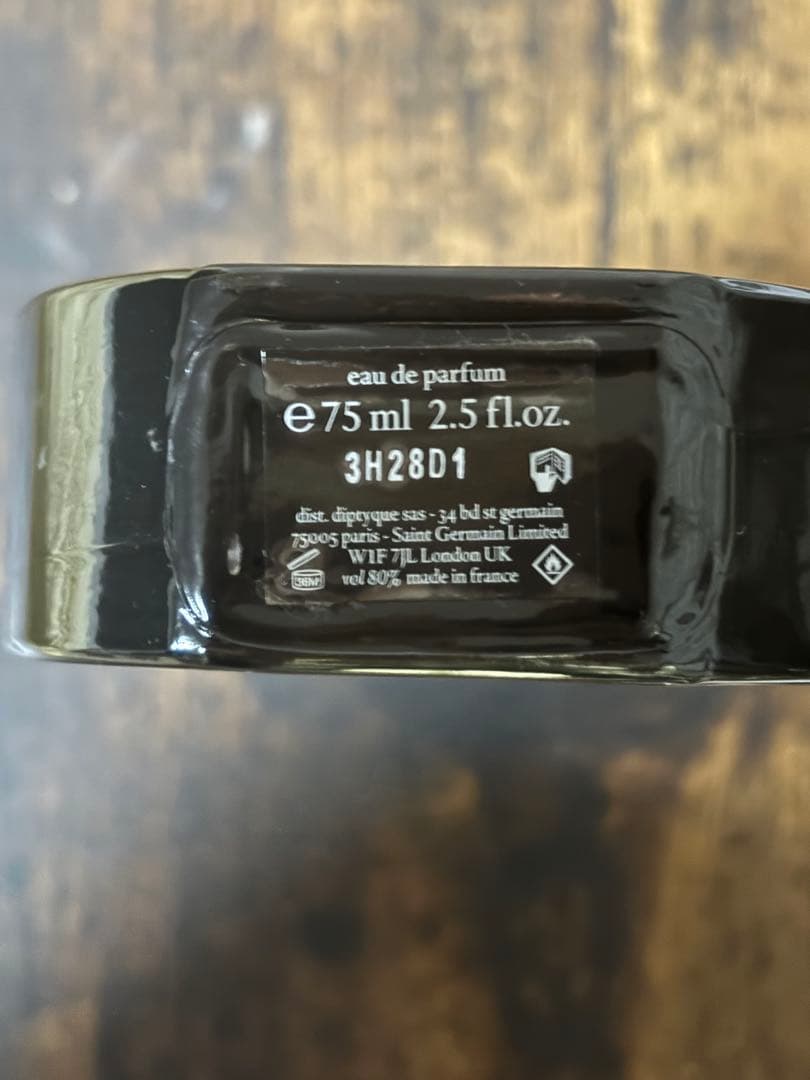 eau de parfum
℮ 75 ml 2.5 fl.oz.
3H28D1
dist. diptyque sas - 34 bd st germain
75005 paris - Saint Germain Limited
W1F 7JL London UK
36M vol 80% made in france